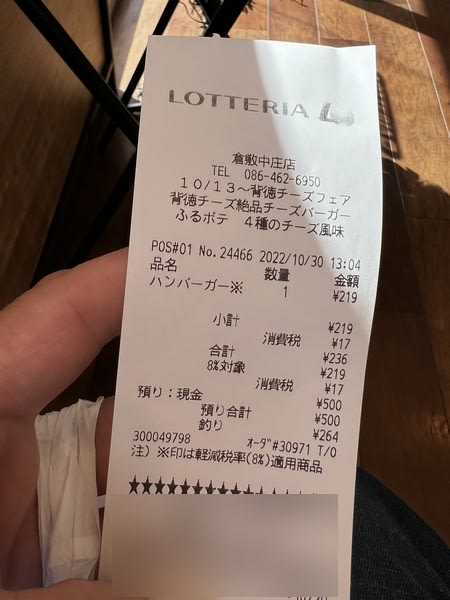 LOTTERIA L
倉敷中庄店
TEL 086-462-6950
10/13～背徳チーズフェア
背徳チーズ絶品チーズバーガー
ふるポテ 4種のチーズ風味
POS#01 No.24466 2022/10/30 13:04
品名 数量 金額
ハンバーガー※ 1 ¥219
小計 ¥219
消費税 ¥17
合計 ¥236
8%対象 ¥219
消費税 ¥17
預り:現金 ¥500
預り合計 ¥500
釣り ¥264
300049798 オーダ#30971 T/O
注) ※印は軽減税率(8%)適用商品